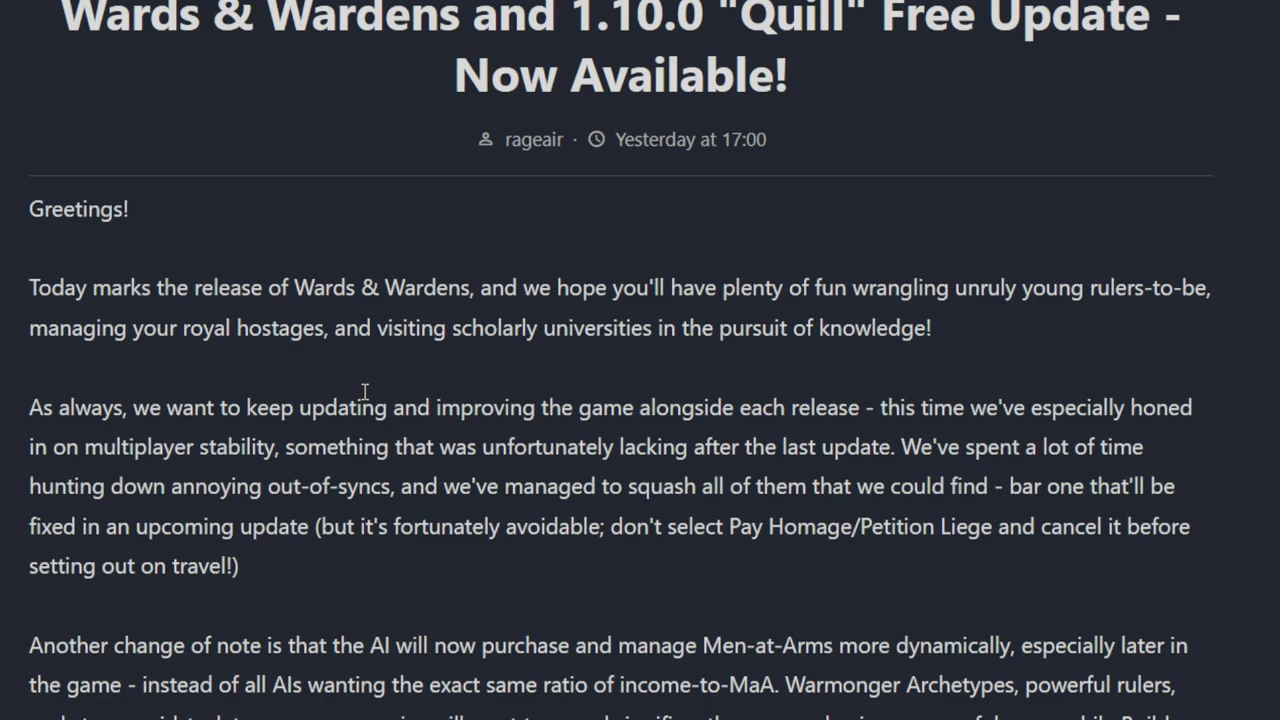 Wards & Wardens and 1.10.0 "Quill" Free Update -
Now Available!
rageair · Yesterday at 17:00
Greetings!
Today marks the release of Wards & Wardens, and we hope you'll have plenty of fun wrangling unruly young rulers-to-be,
managing your royal hostages, and visiting scholarly universities in the pursuit of knowledge!
As always, we want to keep updating and improving the game alongside each release - this time we've especially honed
in on multiplayer stability, something that was unfortunately lacking after the last update. We've spent a lot of time
hunting down annoying out-of-syncs, and we've managed to squash all of them that we could find - bar one that'll be
fixed in an upcoming update (but it's fortunately avoidable; don't select Pay Homage/Petition Liege and cancel it before
setting out on travel!)
Another change of note is that the AI will now purchase and manage Men-at-Arms more dynamically, especially later in
the game - instead of all AIs wanting the exact same ratio of income-to-MaA. Warmonger Archetypes, powerful rulers,